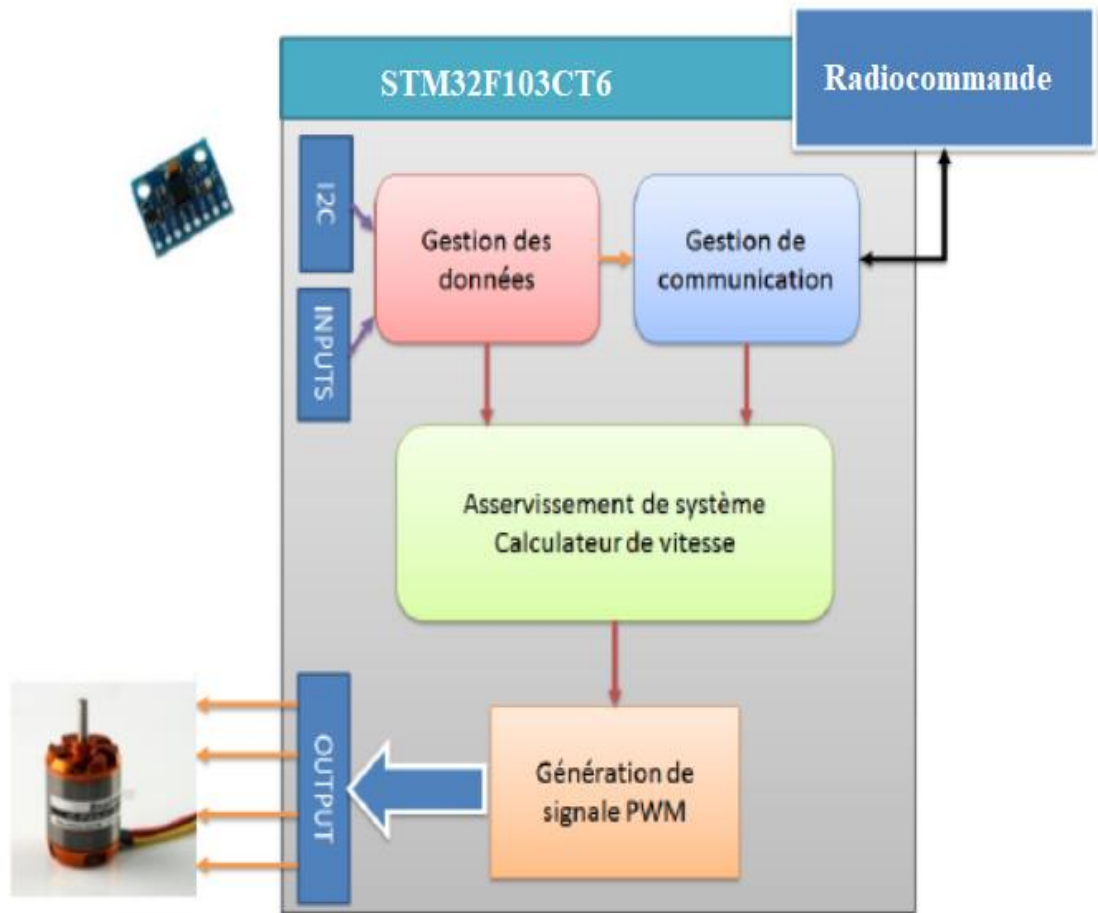 STM32F103CT6
Radiocommande
I2C
Gestion des
données
Gestion de
communication
INPUTS
Asservissement de système
Calculateur de vitesse
OUTPUT
Génération de
signale PWM